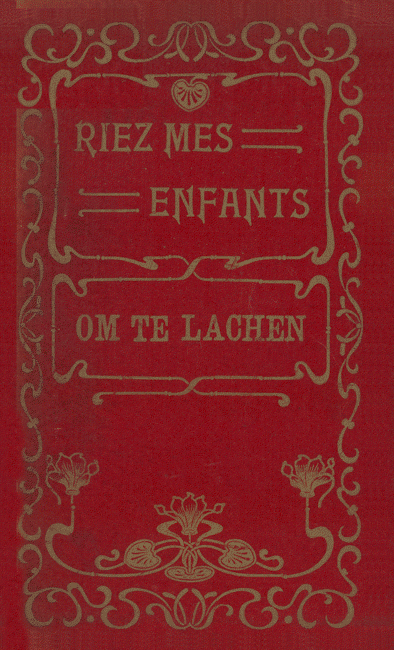 RIEZ MES
ENFANTS
OM TE LACHEN